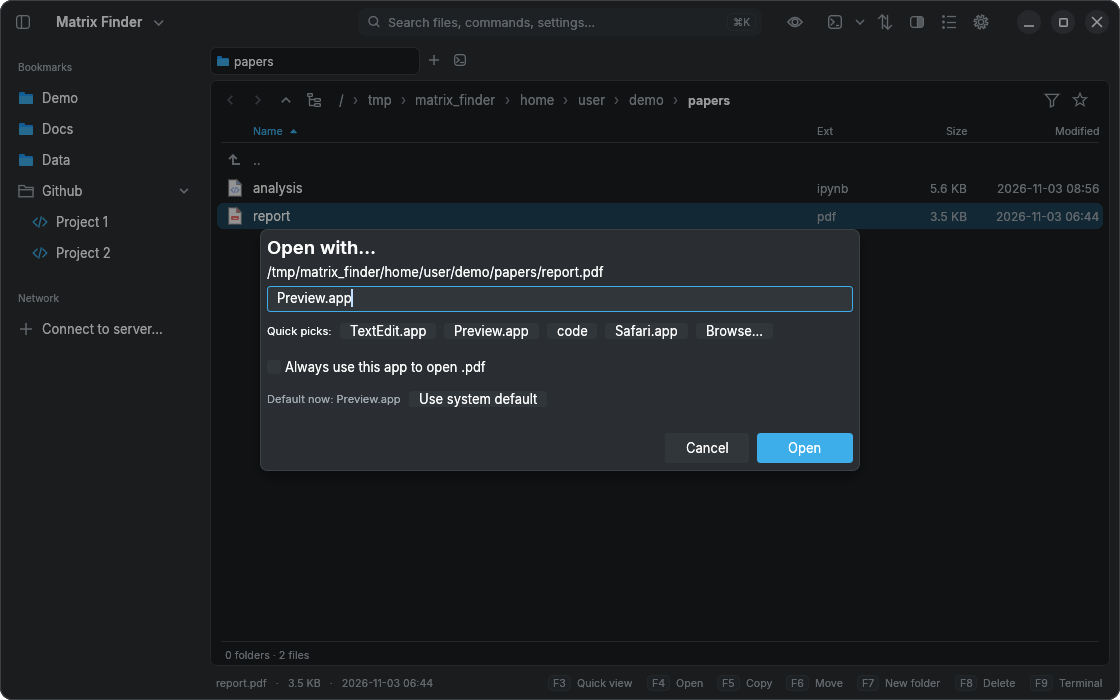 Matrix Finder
Search files, commands, settings... ⌘K
Bookmarks
Demo
Docs
Data
Github
Project 1
Project 2
Network
Connect to server...
papers
/ › tmp › matrix_finder › home › user › demo › papers
Name Ext Size Modified
..
analysis ipynb 5.6 KB 2026-11-03 08:56
report pdf 3.5 KB 2026-11-03 06:44
Open with...
/tmp/matrix_finder/home/user/demo/papers/report.pdf
Preview.app
Quick picks: TextEdit.app Preview.app code Safari.app Browse...
Always use this app to open .pdf
Default now: Preview.app Use system default
Cancel Open
0 folders · 2 files
report.pdf · 3.5 KB · 2026-11-03 06:44 F3 Quick view F4 Open F5 Copy F6 Move F7 New folder F8 Delete F9 Terminal